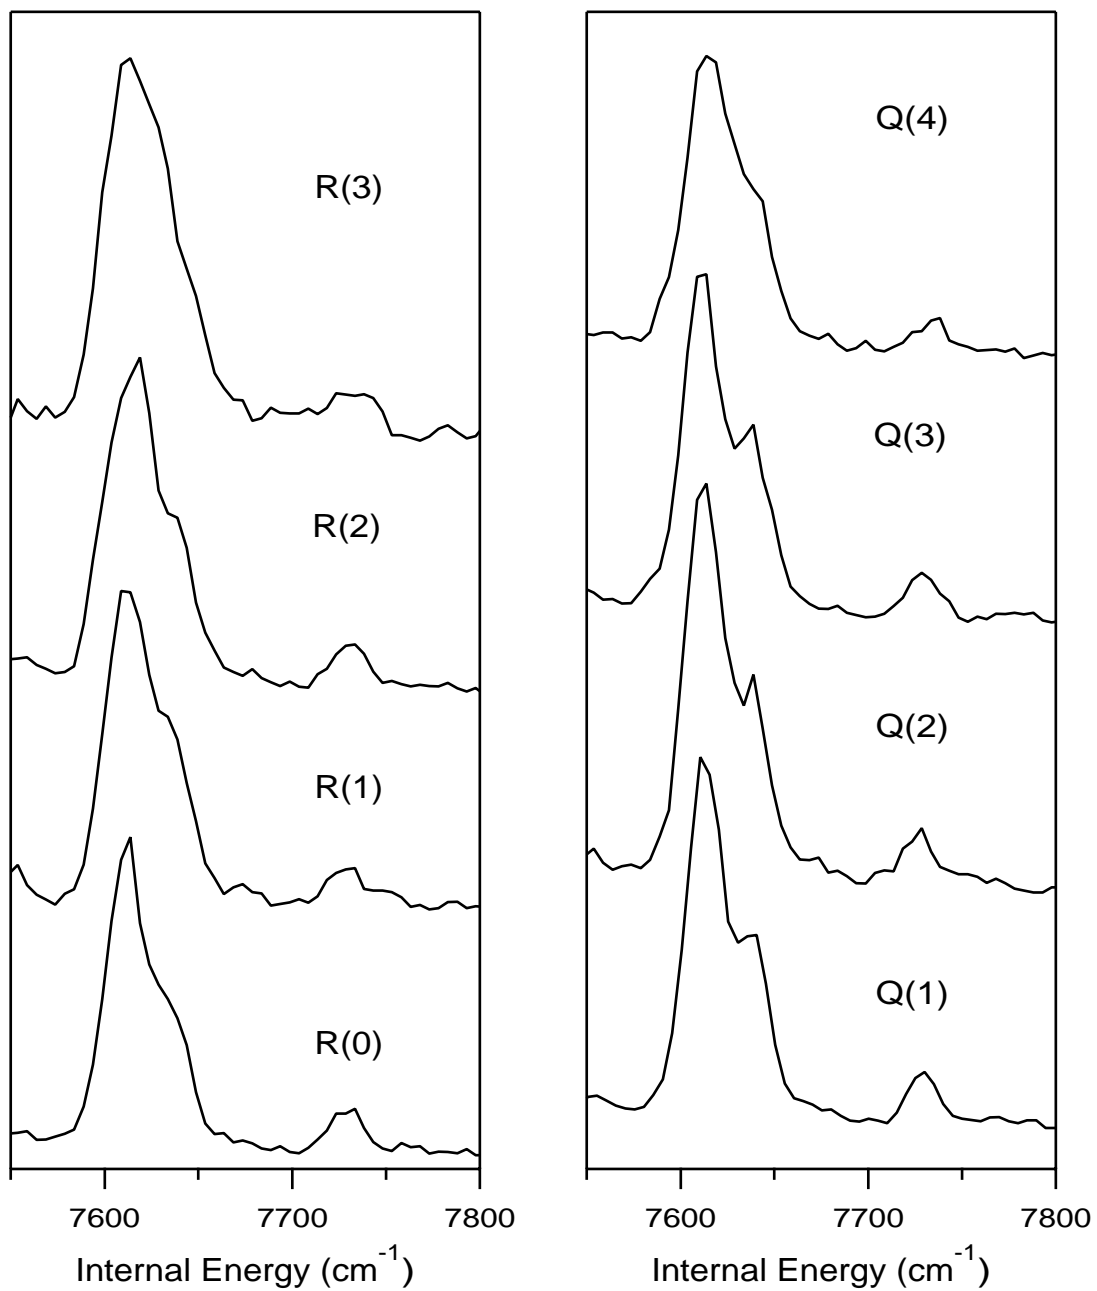 R(3)
R(2)
R(1)
R(0)
7600 7700 7800
Internal Energy (cm⁻¹)
Q(4)
Q(3)
Q(2)
Q(1)
7600 7700 7800
Internal Energy (cm⁻¹)